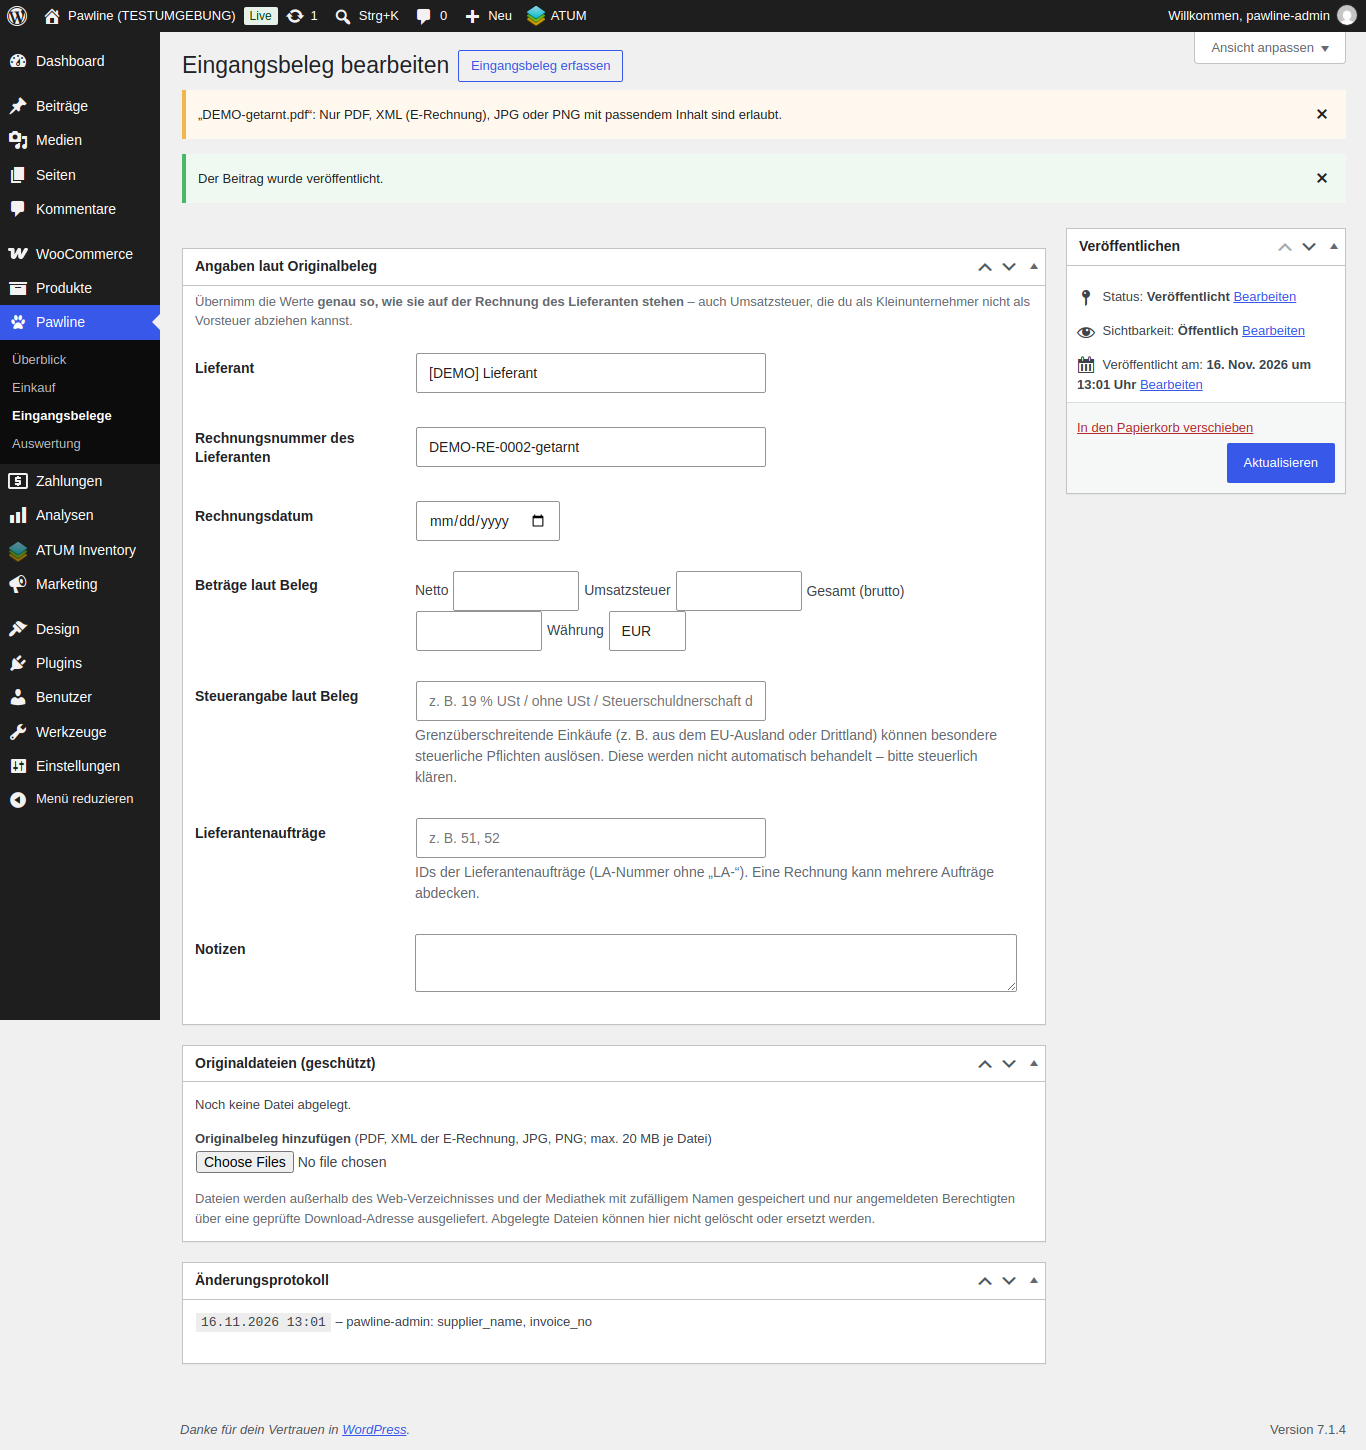 Pawline (TESTUMGEBUNG) Live 1 Strg+K 0 Neu ATUM Willkommen, pawline-admin
Ansicht anpassen
Dashboard
Beiträge
Medien
Seiten
Kommentare
WooCommerce
Produkte
Pawline
Überblick
Einkauf
Eingangsbelege
Auswertung
Zahlungen
Analysen
ATUM Inventory
Marketing
Design
Plugins
Benutzer
Werkzeuge
Einstellungen
Menü reduzieren
Eingangsbeleg bearbeiten Eingangsbeleg erfassen
„DEMO-getarnt.pdf“: Nur PDF, XML (E-Rechnung), JPG oder PNG mit passendem Inhalt sind erlaubt.
Der Beitrag wurde veröffentlicht.
Angaben laut Originalbeleg
Übernimm die Werte genau so, wie sie auf der Rechnung des Lieferanten stehen – auch Umsatzsteuer, die du als Kleinunternehmer nicht als
Vorsteuer abziehen kannst.
Lieferant [DEMO] Lieferant
Rechnungsnummer des
Lieferanten
DEMO-RE-0002-getarnt
Rechnungsdatum mm/dd/yyyy
Beträge laut Beleg Netto Umsatzsteuer Gesamt (brutto)
Währung EUR
Steuerangabe laut Beleg z. B. 19 % USt / ohne USt / Steuerschuldnerschaft d
Grenzüberschreitende Einkäufe (z. B. aus dem EU-Ausland oder Drittland) können besondere
steuerliche Pflichten auslösen. Diese werden nicht automatisch behandelt – bitte steuerlich
klären.
Lieferantenaufträge z. B. 51, 52
IDs der Lieferantenaufträge (LA-Nummer ohne „LA-“). Eine Rechnung kann mehrere Aufträge
abdecken.
Notizen
Originaldateien (geschützt)
Noch keine Datei abgelegt.
Originalbeleg hinzufügen (PDF, XML der E-Rechnung, JPG, PNG; max. 20 MB je Datei)
Choose Files No file chosen
Dateien werden außerhalb des Web-Verzeichnisses und der Mediathek mit zufälligem Namen gespeichert und nur angemeldeten Berechtigten
über eine geprüfte Download-Adresse ausgeliefert. Abgelegte Dateien können hier nicht gelöscht oder ersetzt werden.
Änderungsprotokoll
16.11.2026 13:01 – pawline-admin: supplier_name, invoice_no
Veröffentlichen
Status: Veröffentlicht Bearbeiten
Sichtbarkeit: Öffentlich Bearbeiten
Veröffentlicht am: 16. Nov. 2026 um
13:01 Uhr Bearbeiten
In den Papierkorb verschieben
Aktualisieren
Danke für dein Vertrauen in WordPress. Version 7.1.4